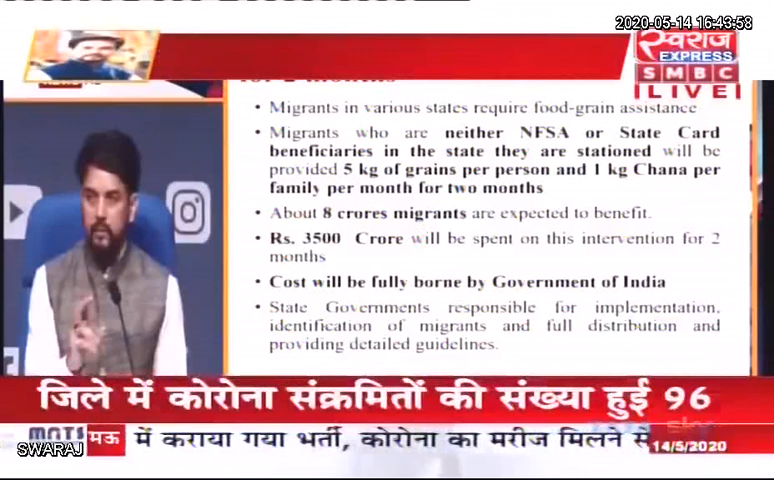 2020-05-14 16:43:58
स्वराज
EXPRESS
SMBC
LIVE
• Migrants in various states require food-grain assistance
• Migrants who are neither NFSA or State Card
beneficiaries in the state they are stationed will be
provided 5 kg of grains per person and 1 kg Chana per
family per month for two months
• About 8 crores migrants are expected to benefit.
• Rs. 3500 Crore will be spent on this intervention for 2
months
• Cost will be fully borne by Government of India
• State Governments responsible for implementation,
identification of migrants and full distribution and
providing detailed guidelines.
जिले में कोरोना संक्रमितों की संख्या हुई 96
मऊ में कराया गया भर्ती, कोरोना का मरीज मिलने से
SWARAJ
14/5/2020